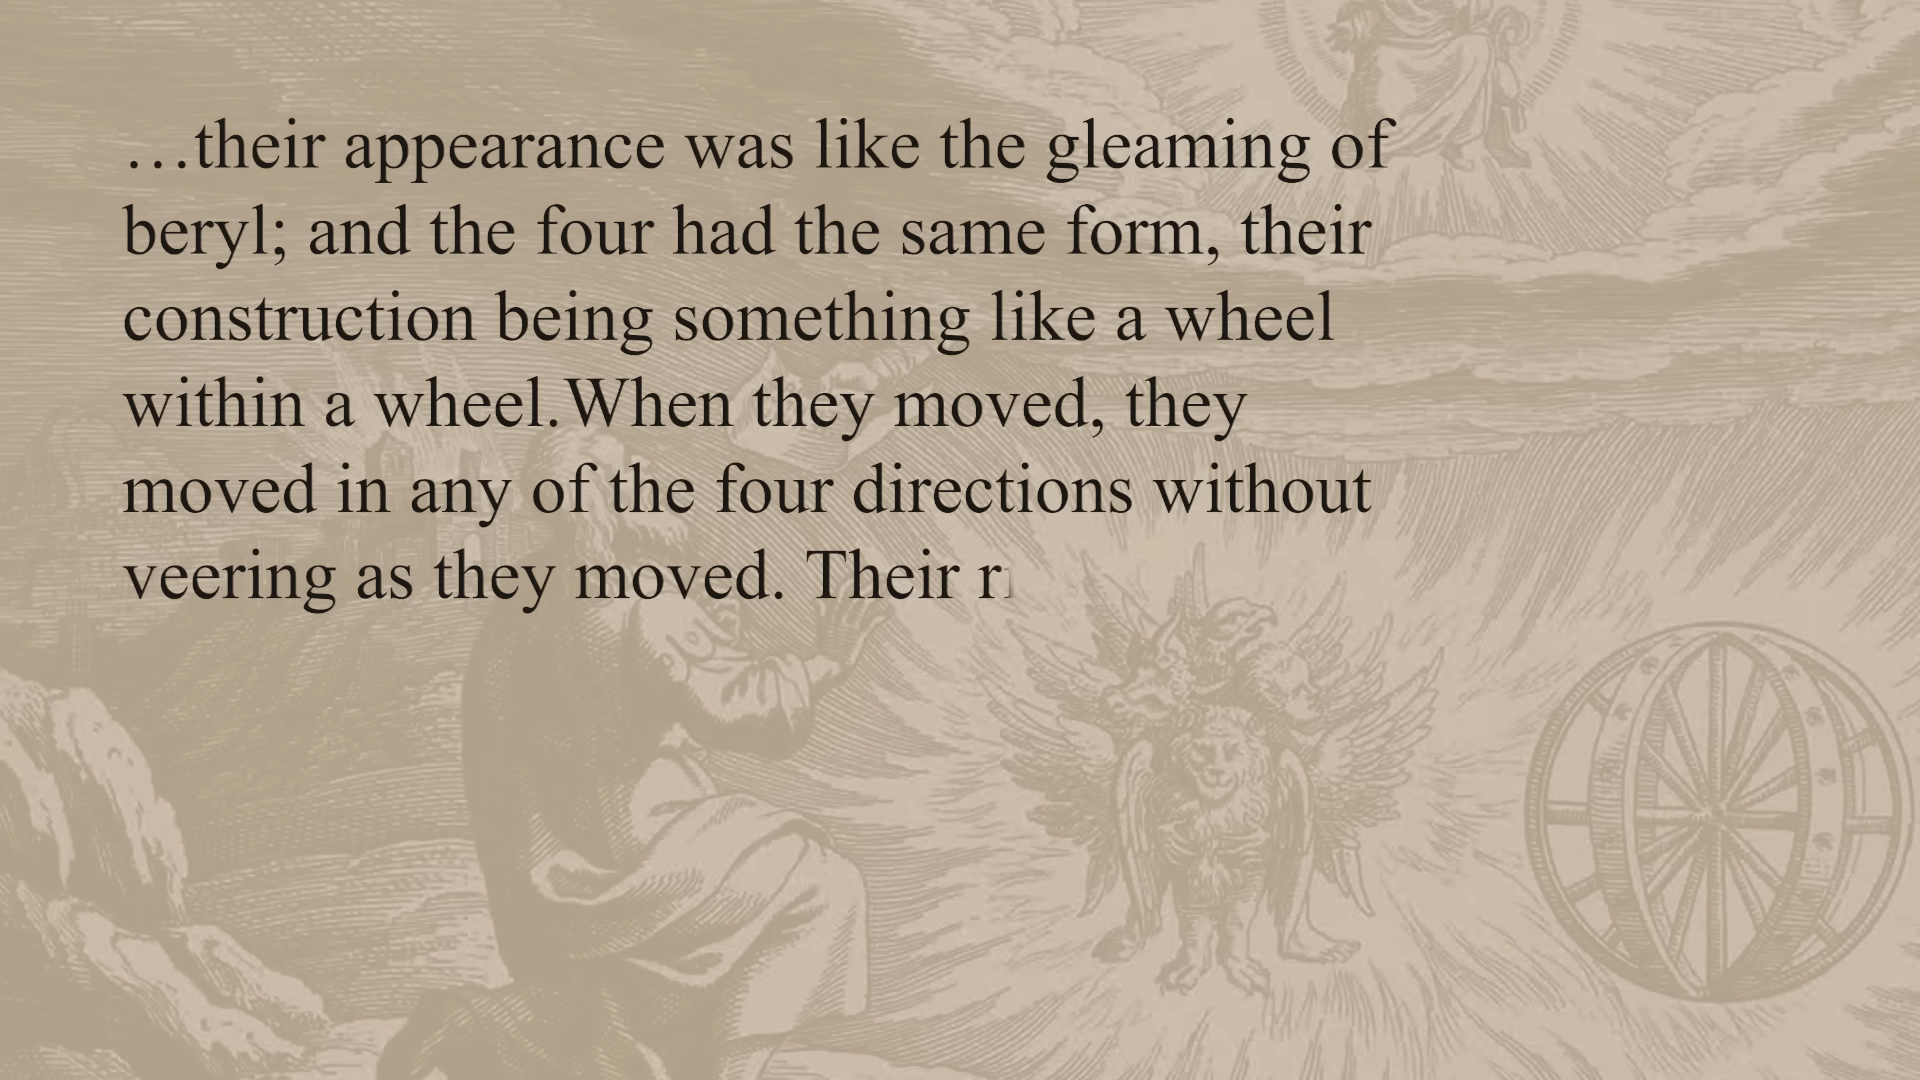 …their appearance was like the gleaming of
beryl; and the four had the same form, their
construction being something like a wheel
within a wheel.When they moved, they
moved in any of the four directions without
veering as they moved. Their r